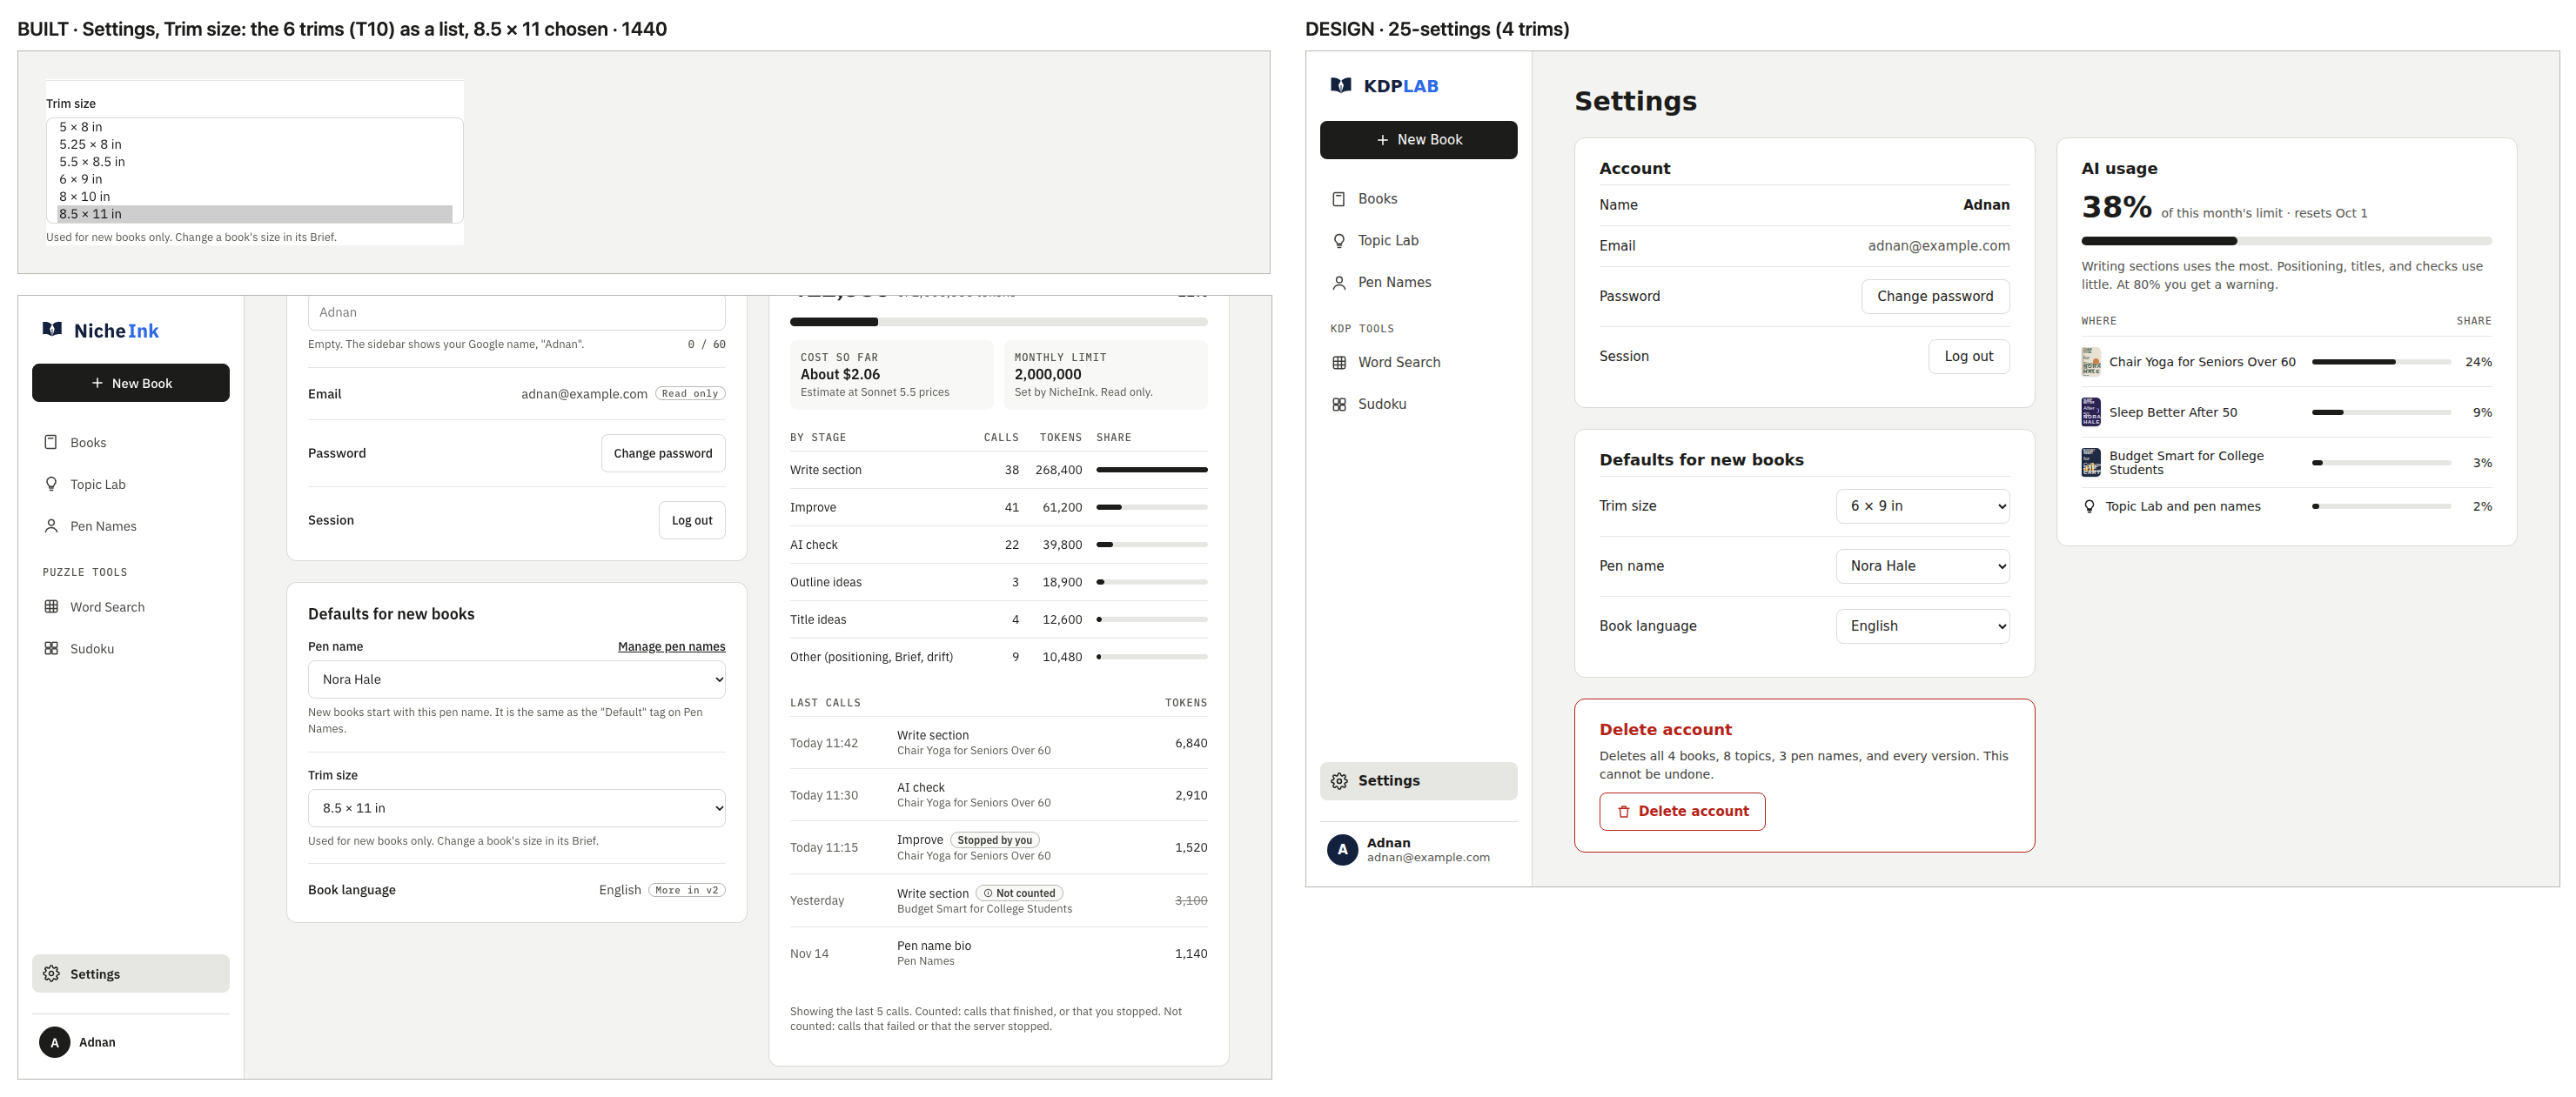 BUILT · Settings, Trim size: the 6 trims (T10) as a list, 8.5 × 11 chosen · 1440
Trim size
5 × 8 in
5.25 × 8 in
5.5 × 8.5 in
6 × 9 in
8 × 10 in
8.5 × 11 in
Used for new books only. Change a book's size in its Brief.
NicheInk
+ New Book
Books
Topic Lab
Pen Names
PUZZLE TOOLS
Word Search
Sudoku
Settings
A Adnan
Adnan
Empty. The sidebar shows your Google name, "Adnan". 0 / 60
Email adnan@example.com Read only
Password Change password
Session Log out
Defaults for new books
Pen name Manage pen names
Nora Hale
New books start with this pen name. It is the same as the "Default" tag on Pen
Names.
Trim size
8.5 × 11 in
Used for new books only. Change a book's size in its Brief.
Book language English More in v2
COST SO FAR
About $2.06
Estimate at Sonnet 5.5 prices
MONTHLY LIMIT
2,000,000
Set by NicheInk. Read only.
BY STAGE CALLS TOKENS SHARE
Write section 38 268,400
Improve 41 61,200
AI check 22 39,800
Outline ideas 3 18,900
Title ideas 4 12,600
Other (positioning, Brief, drift) 9 10,480
LAST CALLS TOKENS
Today 11:42 Write section 6,840
Chair Yoga for Seniors Over 60
Today 11:30 AI check 2,910
Chair Yoga for Seniors Over 60
Today 11:15 Improve Stopped by you 1,520
Chair Yoga for Seniors Over 60
Yesterday Write section Not counted 3,100
Budget Smart for College Students
Nov 14 Pen name bio 1,140
Pen Names
Showing the last 5 calls. Counted: calls that finished, or that you stopped. Not
counted: calls that failed or that the server stopped.
DESIGN · 25-settings (4 trims)
KDPLAB
+ New Book
Books
Topic Lab
Pen Names
KDP TOOLS
Word Search
Sudoku
Settings
A Adnan
adnan@example.com
Settings
Account
Name Adnan
Email adnan@example.com
Password Change password
Session Log out
Defaults for new books
Trim size 6 × 9 in
Pen name Nora Hale
Book language English
Delete account
Deletes all 4 books, 8 topics, 3 pen names, and every version. This
cannot be undone.
Delete account
AI usage
38% of this month's limit · resets Oct 1
Writing sections uses the most. Positioning, titles, and checks use
little. At 80% you get a warning.
WHERE SHARE
Chair Yoga for Seniors Over 60 24%
Sleep Better After 50 9%
Budget Smart for College
Students 3%
Topic Lab and pen names 2%